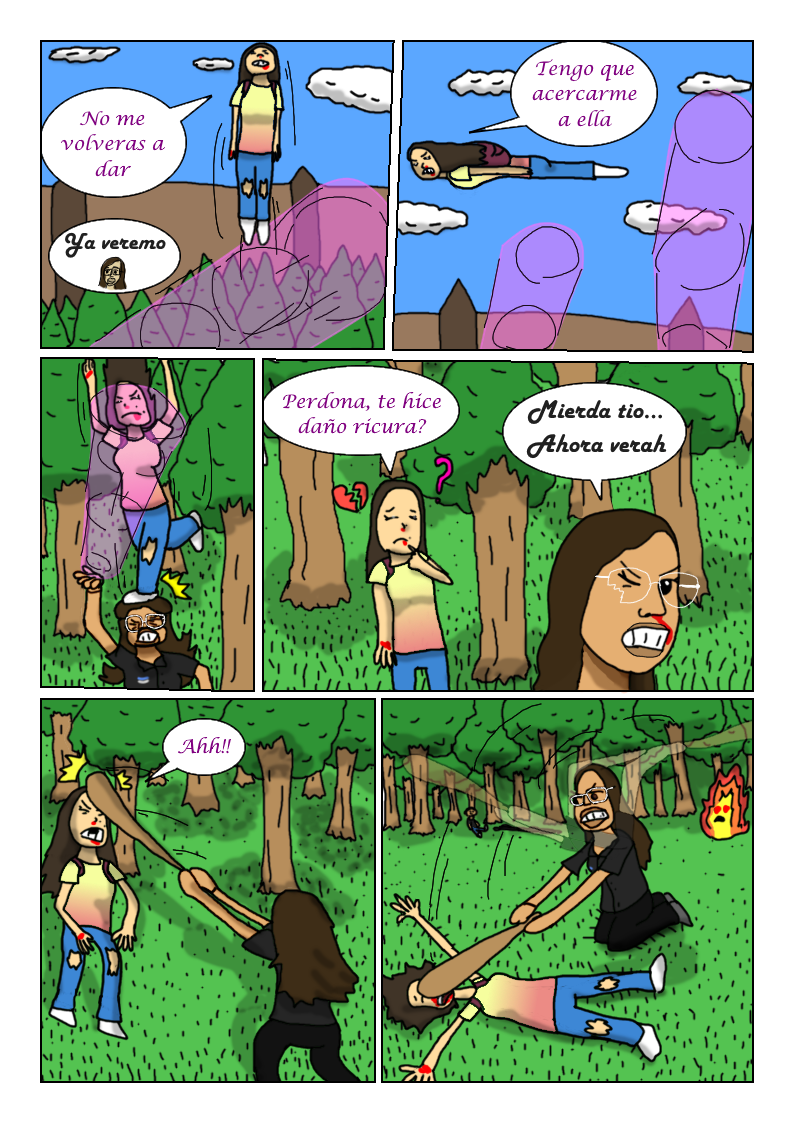 No me
volveras a
dar
Ya veremo
Tengo que
acercarme
a ella
Perdona, te hice
daño ricura?
Mierda tio...
Ahora verah
Ahh!!